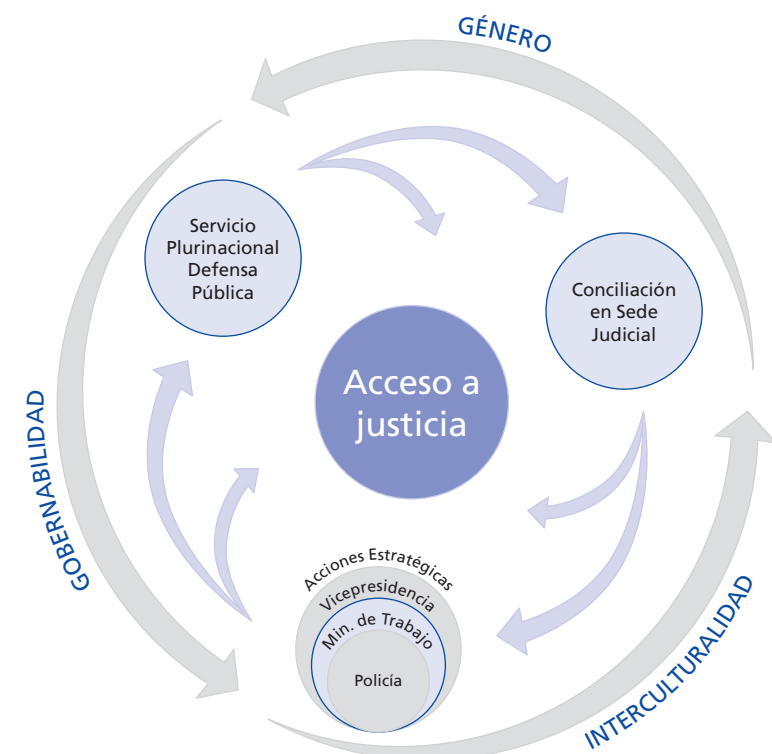 GÉNERO
Servicio
Plurinacional
Defensa
Pública
Conciliación
en Sede
Judicial
Acceso a
justicia
GOBERNABILIDAD
Acciones Estratégicas
Vicepresidencia
Min. de Trabajo
Policía
INTERCULTURALIDAD